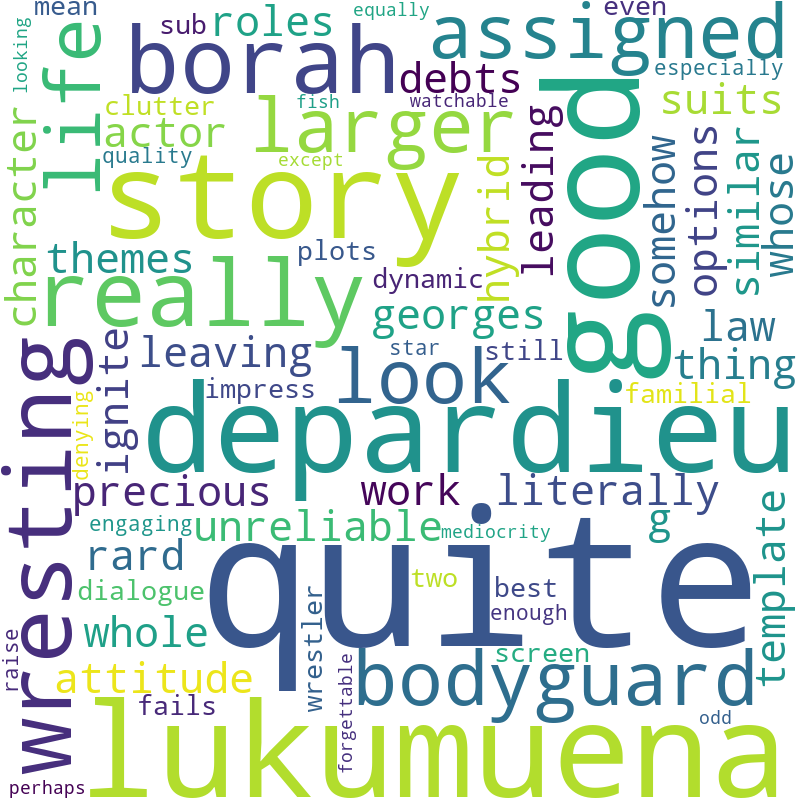 mean
sub
roles
equally
even
looking
borah
assigned
especially
life
debts
clutter
fish
watchable
suits
actor
larger
good
quality
except
story
character
leading
hybrid
somehow
options
similar
whose
themes
plots
really
dynamic
georges
law
ignite
leaving
star
still
thing
wresting
impress
look
familial
denying
depardieu
precious
work
literally
engaging
unreliable
mediocrity
g
template
rard
quite
two
best
dialogue
enough
whole
wrestler
screen
raise
attitude
bodyguard
forgettable
fails
odd
lukumuena
perhaps